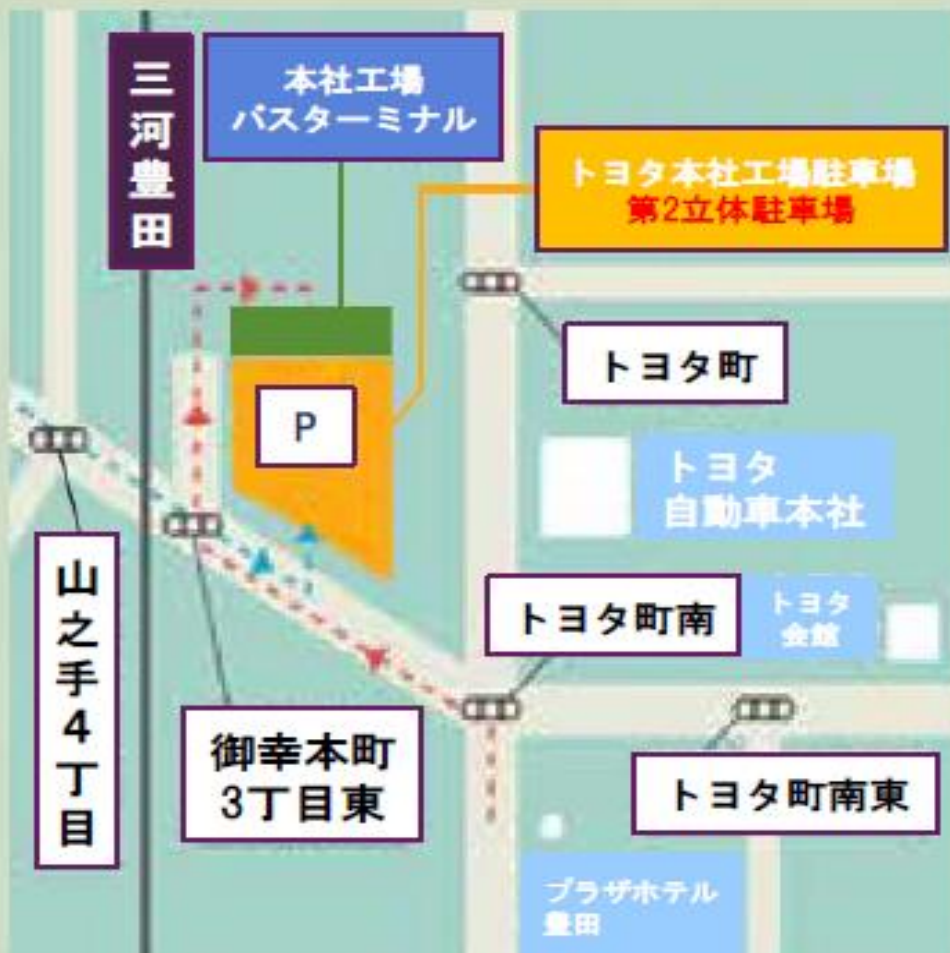 三河豊田
本社工場
バスターミナル
トヨタ本社工場駐車場
第2立体駐車場
トヨタ町
P
トヨタ
自動車本社
山之手4丁目
トヨタ町南
トヨタ
会館
御幸本町
3丁目東
トヨタ町南東
プラザホテル
豊田